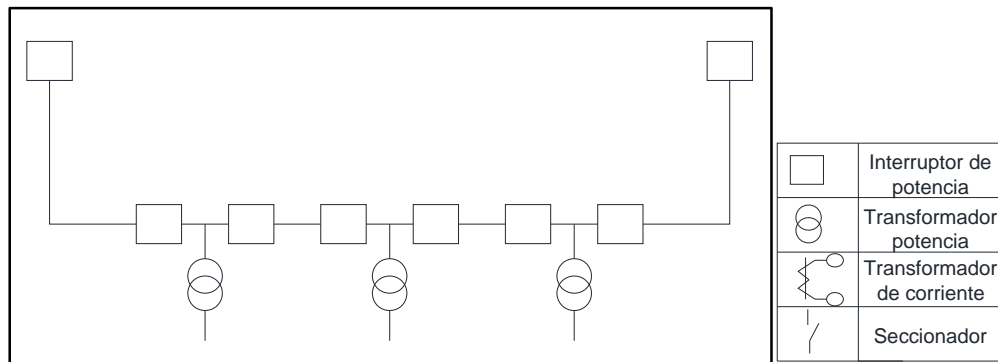 Interruptor de
potencia
Transformador
potencia
Transformador
de corriente
Seccionador